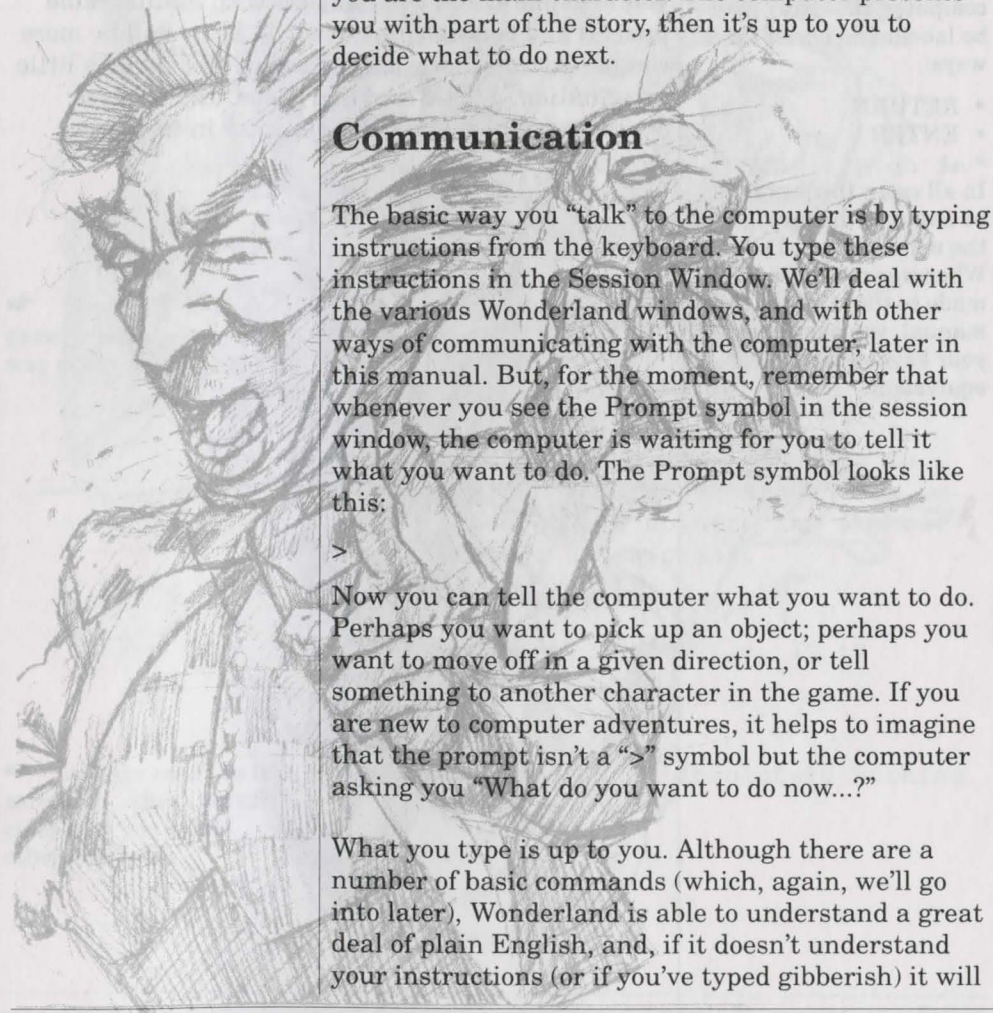 you with part of the story, then it's up to you to
decide what to do next.
Communication
The basic way you “talk” to the computer is by typing
instructions from the keyboard. You type these
instructions in the Session Window. We'll deal with
the various Wonderland windows, and with other
ways of communicating with the computer, later in
this manual. But, for the moment, remember that
whenever you see the Prompt symbol in the session
window, the computer is waiting for you to tell it
what you want to do. The Prompt symbol looks like
this:
>
Now you can tell the computer what you want to do.
Perhaps you want to pick up an object; perhaps you
want to move off in a given direction, or tell
something to another character in the game. If you
are new to computer adventures, it helps to imagine
that the prompt isn't a “>” symbol but the computer
asking you “What do you want to do now...?”
What you type is up to you. Although there are a
number of basic commands (which, again, we'll go
into later), Wonderland is able to understand a great
deal of plain English, and, if it doesn't understand
your instructions (or if you've typed gibberish) it will